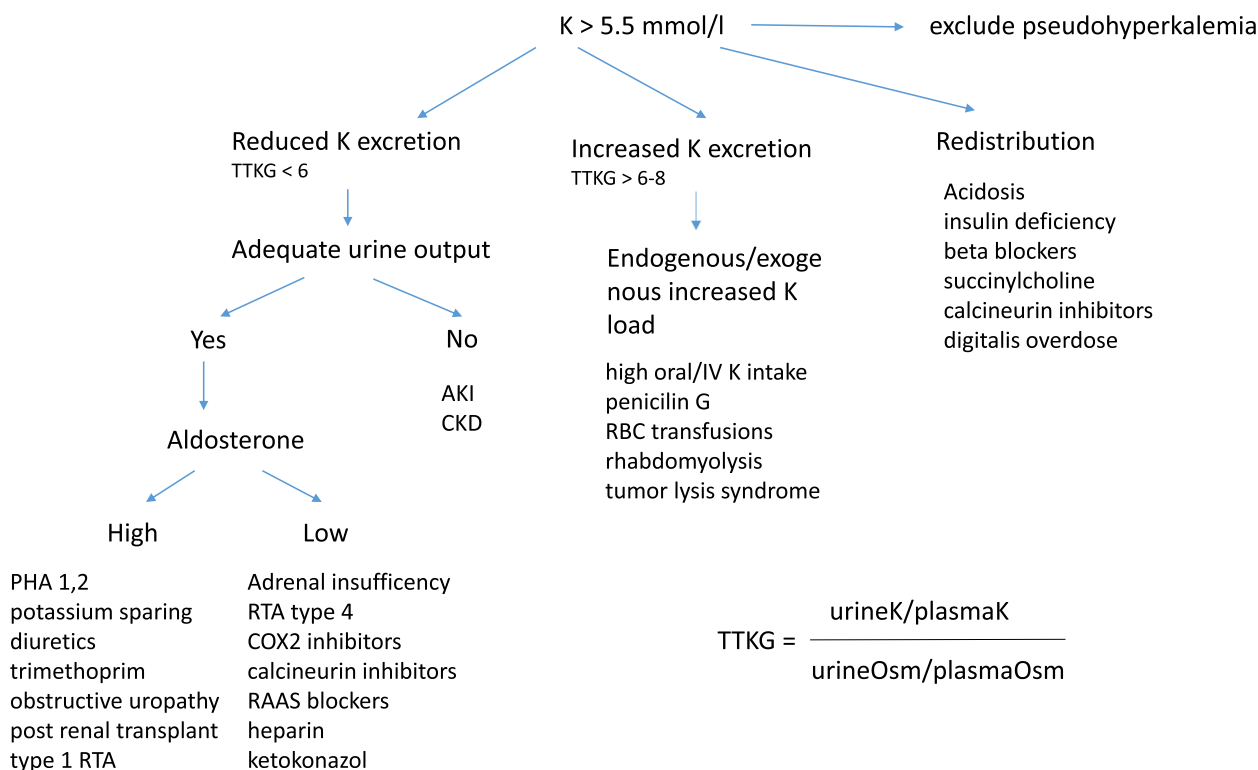 K > 5.5 mmol/l
exclude pseudohyperkalemia
Reduced K excretion
TTKG < 6
Increased K excretion
TTKG > 6-8
Redistribution
Acidosis
insulin deficiency
beta blockers
succinylcholine
calcineurin inhibitors
digitalis overdose
Adequate urine output
Endogenous/exoge
nous increased K
load
high oral/IV K intake
penicilin G
RBC transfusions
rhabdomyolysis
tumor lysis syndrome
Yes
No
AKI
CKD
Aldosterone
High
Low
PHA 1,2
potassium sparing
diuretics
trimethoprim
obstructive uropathy
post renal transplant
type 1 RTA
Adrenal insufficency
RTA type 4
COX2 inhibitors
calcineurin inhibitors
RAAS blockers
heparin
ketokonazol
urineK/plasmaK
TTKG =
urineOsm/plasmaOsm